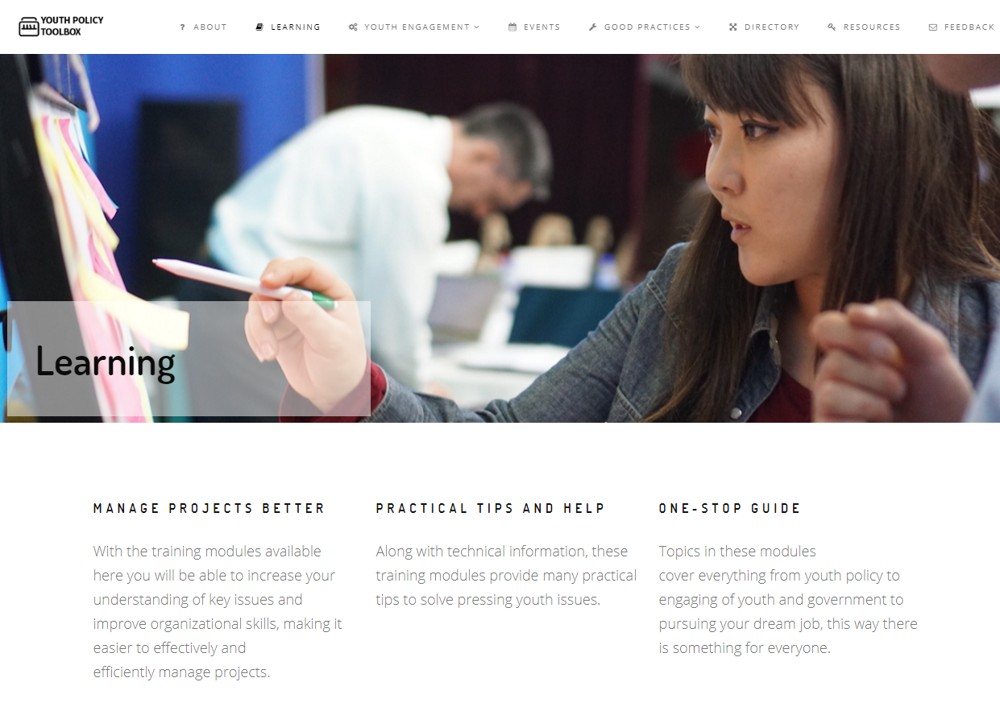 YOUTH POLICY
TOOLBOX
ABOUT
LEARNING
YOUTH ENGAGEMENT
EVENTS
GOOD PRACTICES
DIRECTORY
RESOURCES
FEEDBACK
Learning
MANAGE PROJECTS BETTER
With the training modules available
here you will be able to increase your
understanding of key issues and
improve organizational skills, making it
easier to effectively and
efficiently manage projects.
PRACTICAL TIPS AND HELP
Along with technical information, these
training modules provide many practical
tips to solve pressing youth issues.
ONE-STOP GUIDE
Topics in these modules
cover everything from youth policy to
engaging of youth and government to
pursuing your dream job, this way there
is something for everyone.